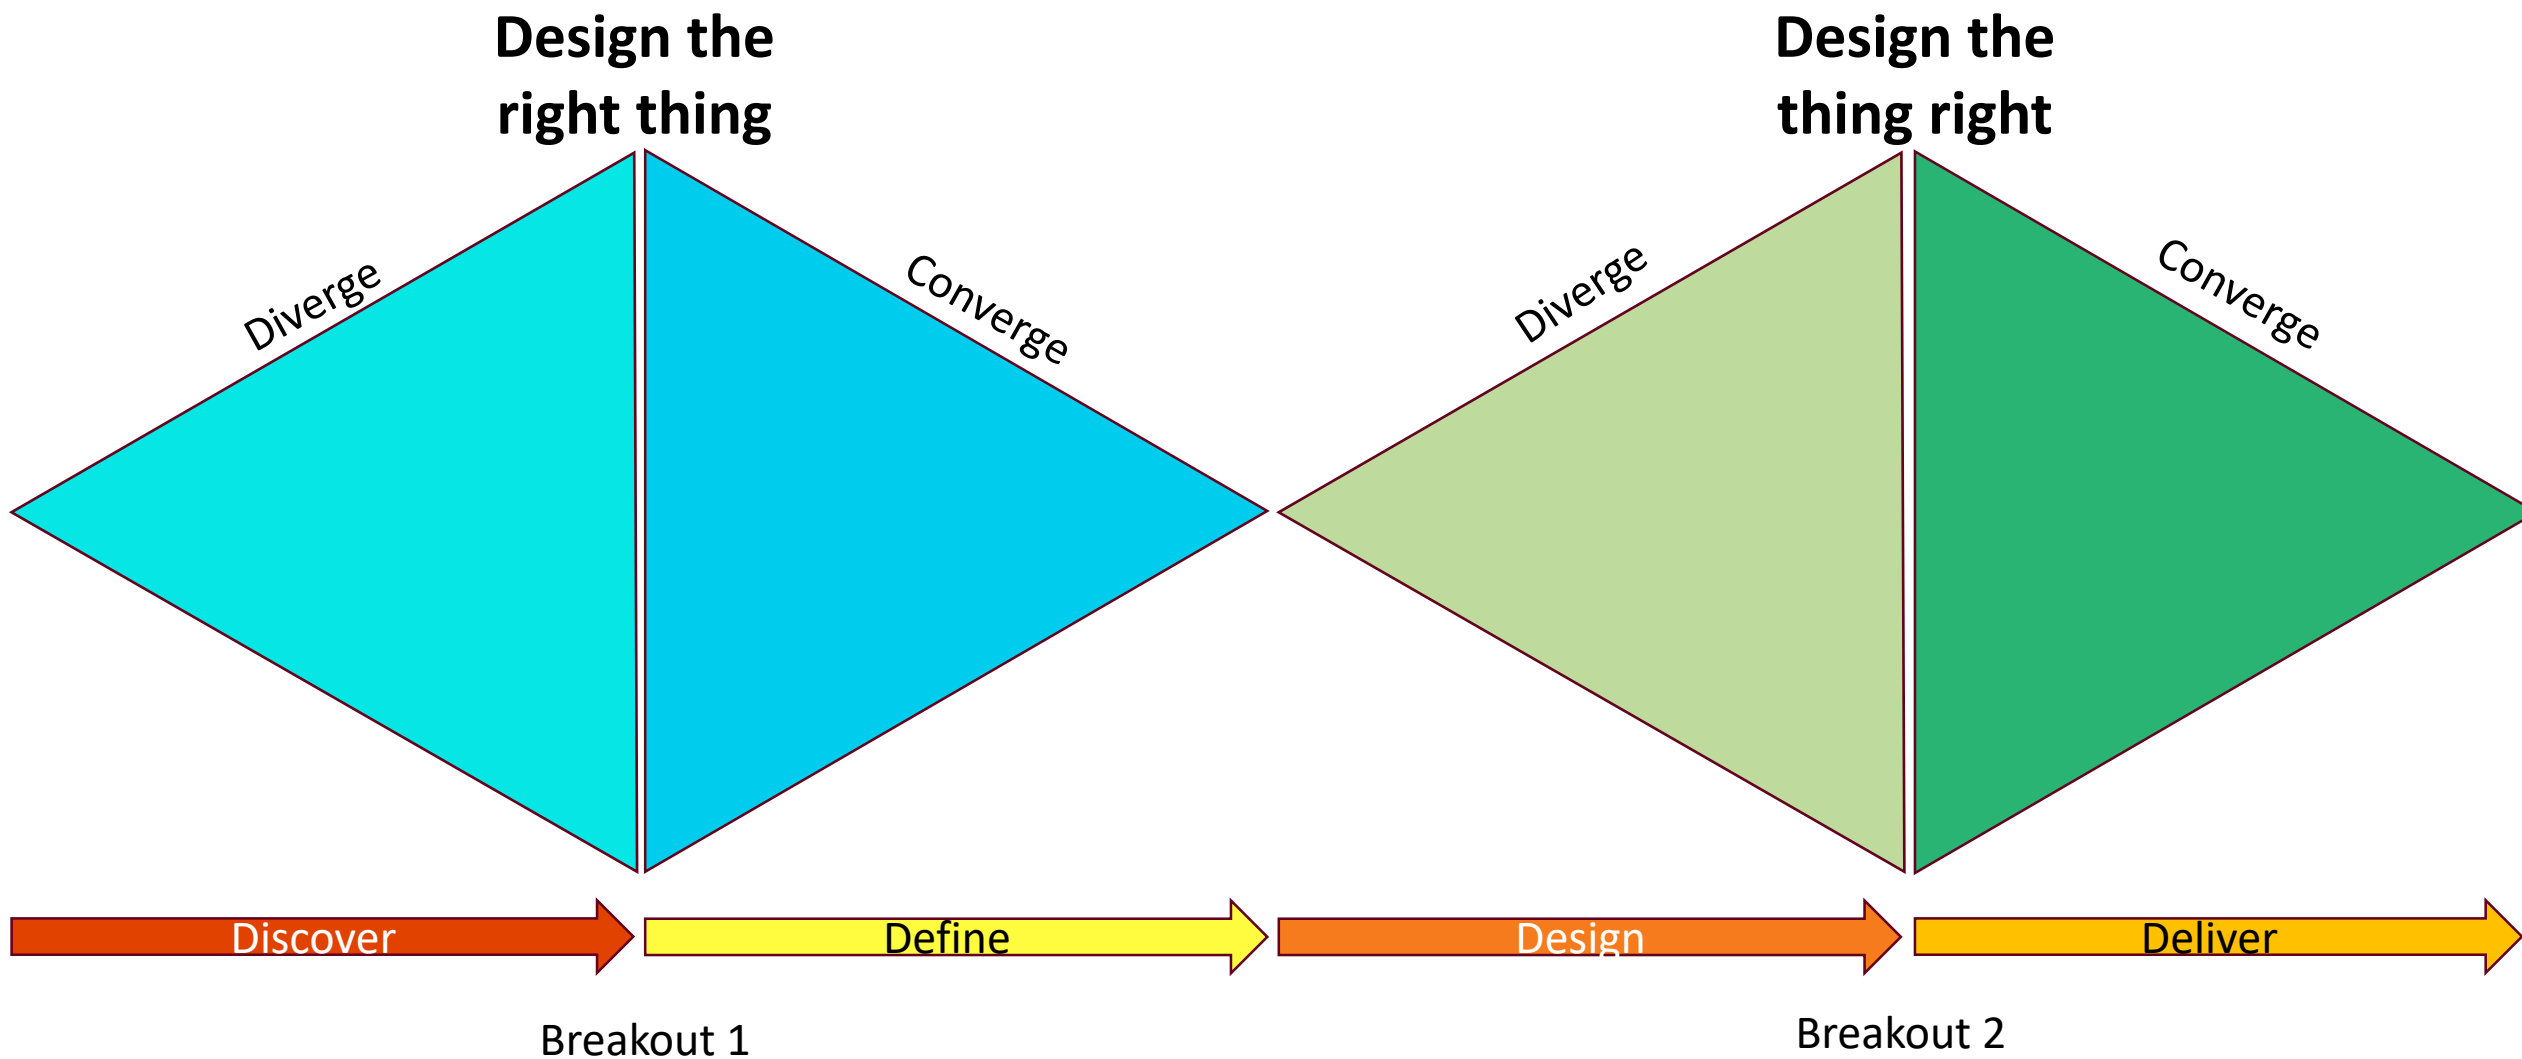 Design the
right thing
Design the
thing right
Diverge
Converge
Diverge
Converge
Discover
Define
Design
Deliver
Breakout 1
Breakout 2